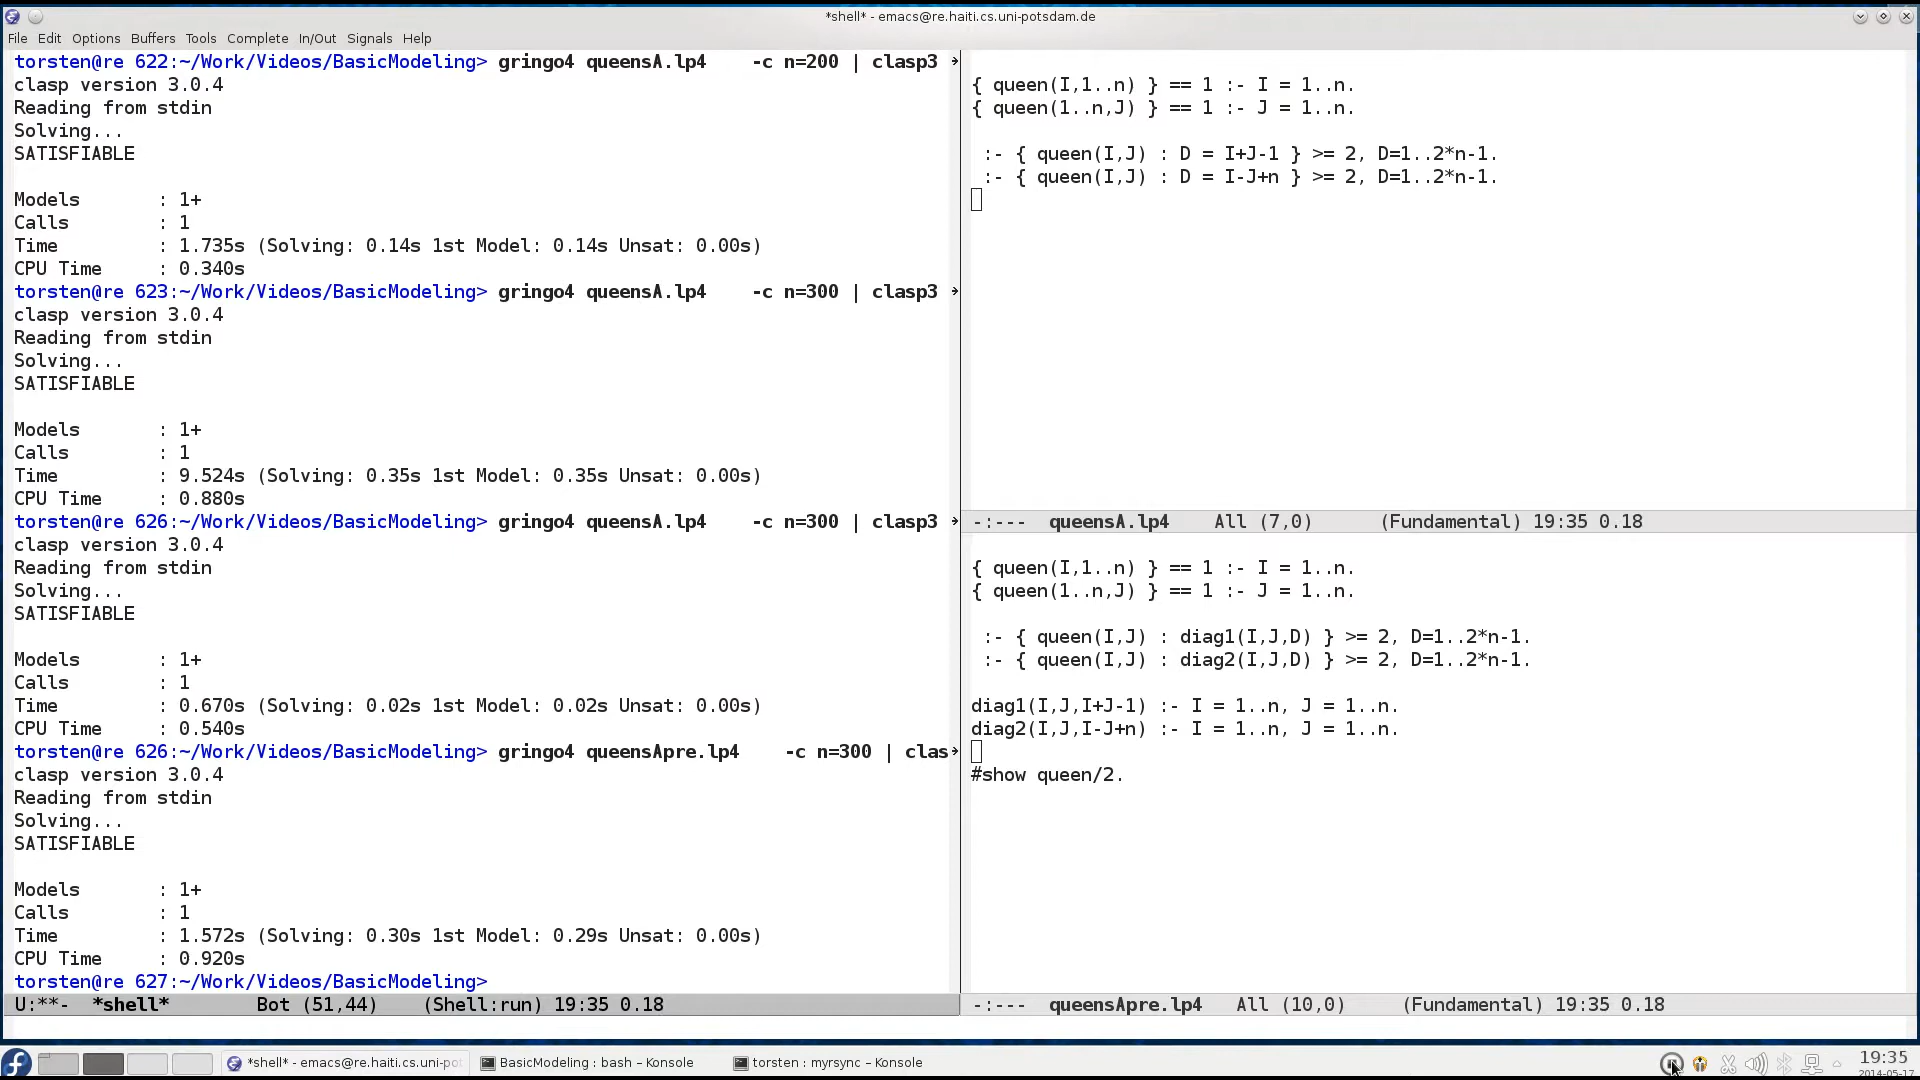 *shell* - emacs@re.haiti.cs.uni-potsdam.de
File Edit Options Buffers Tools Complete In/Out Signals Help
torsten@re 622:~/Work/Videos/BasicModeling> gringo4 queensA.lp4    -c n=200 | clasp3
clasp version 3.0.4
Reading from stdin
Solving...
SATISFIABLE
Models       : 1+
Calls        : 1
Time         : 1.735s (Solving: 0.14s 1st Model: 0.14s Unsat: 0.00s)
CPU Time     : 0.340s
torsten@re 623:~/Work/Videos/BasicModeling> gringo4 queensA.lp4    -c n=300 | clasp3
clasp version 3.0.4
Reading from stdin
Solving...
SATISFIABLE
Models       : 1+
Calls        : 1
Time         : 9.524s (Solving: 0.35s 1st Model: 0.35s Unsat: 0.00s)
CPU Time     : 0.880s
torsten@re 626:~/Work/Videos/BasicModeling> gringo4 queensA.lp4    -c n=300 | clasp3
clasp version 3.0.4
Reading from stdin
Solving...
SATISFIABLE
Models       : 1+
Calls        : 1
Time         : 0.670s (Solving: 0.02s 1st Model: 0.02s Unsat: 0.00s)
CPU Time     : 0.540s
torsten@re 626:~/Work/Videos/BasicModeling> gringo4 queensApre.lp4    -c n=300 | clas
clasp version 3.0.4
Reading from stdin
Solving...
SATISFIABLE
Models       : 1+
Calls        : 1
Time         : 1.572s (Solving: 0.30s 1st Model: 0.29s Unsat: 0.00s)
CPU Time     : 0.920s
torsten@re 627:~/Work/Videos/BasicModeling>
U:**-  *shell*        Bot (51,44)    (Shell:run) 19:35 0.18
{ queen(I,1..n) } == 1 :- I = 1..n.
{ queen(1..n,J) } == 1 :- J = 1..n.
:- { queen(I,J) : D = I+J-1 } >= 2, D=1..2*n-1.
:- { queen(I,J) : D = I-J+n } >= 2, D=1..2*n-1.
-:---  queensA.lp4    All (7,0)      (Fundamental) 19:35 0.18
{ queen(I,1..n) } == 1 :- I = 1..n.
{ queen(1..n,J) } == 1 :- J = 1..n.
:- { queen(I,J) : diag1(I,J,D) } >= 2, D=1..2*n-1.
:- { queen(I,J) : diag2(I,J,D) } >= 2, D=1..2*n-1.
diag1(I,J,I+J-1) :- I = 1..n, J = 1..n.
diag2(I,J,I-J+n) :- I = 1..n, J = 1..n.
#show queen/2.
-:---  queensApre.lp4   All (10,0)     (Fundamental) 19:35 0.18
*shell* - emacs@re.haiti.cs.uni-pot
BasicModeling : bash – Konsole
torsten : myrsync – Konsole
19:35
2014-05-17